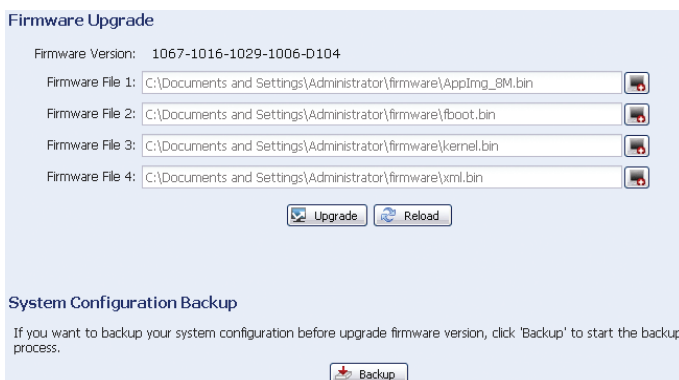 Firmware Upgrade
Firmware Version: 1067-1016-1029-1006-D104
Firmware File 1: C:\Documents and Settings\Administrator\firmware\AppImg_8M.bin
Firmware File 2: C:\Documents and Settings\Administrator\firmware\fboot.bin
Firmware File 3: C:\Documents and Settings\Administrator\firmware\kernel.bin
Firmware File 4: C:\Documents and Settings\Administrator\firmware\xml.bin
Upgrade Reload
System Configuration Backup
If you want to backup your system configuration before upgrade firmware version, click 'Backup' to start the backup
process.
Backup